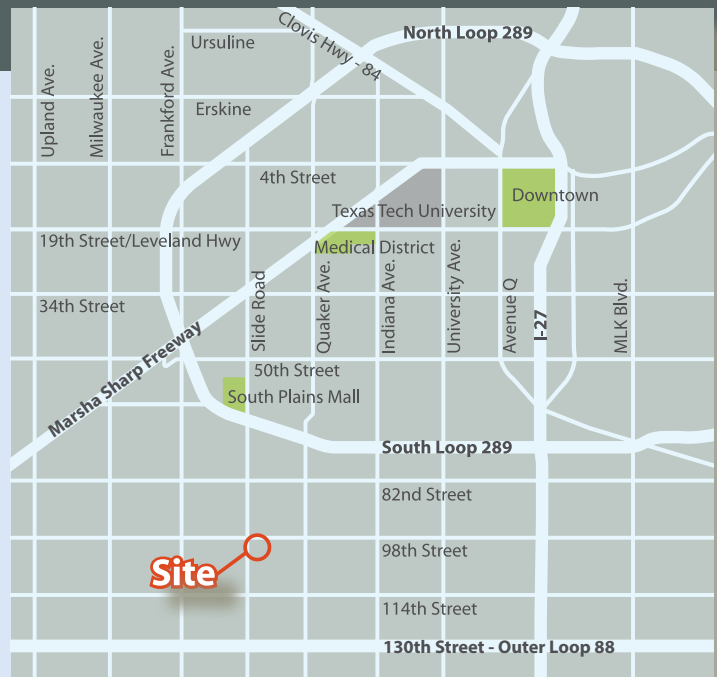 Clovis Hwy - 84
North Loop 289
Ursuline
Upland Ave.
Milwaukee Ave.
Frankford Ave.
Erskine
4th Street
Downtown
Texas Tech University
19th Street/Leveland Hwy
Medical District
34th Street
Slide Road
Quaker Ave.
Indiana Ave.
University Ave.
Avenue Q
I-27
MLK Blvd.
Marsha Sharp Freeway
50th Street
South Plains Mall
South Loop 289
82nd Street
98th Street
Site
114th Street
130th Street - Outer Loop 88